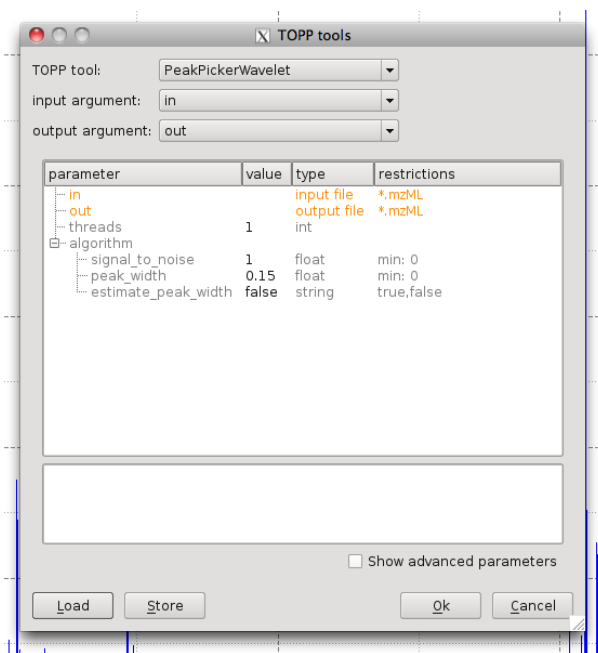 TOPP tools
TOPP tool: PeakPickerWavelet
input argument: in
output argument: out
parameter value type restrictions
in input file *.mzML
out output file *.mzML
threads 1 int
algorithm
signal_to_noise 1 float min: 0
peak_width 0.15 float min: 0
estimate_peak_width false string true,false
Show advanced parameters
Load Store Ok Cancel